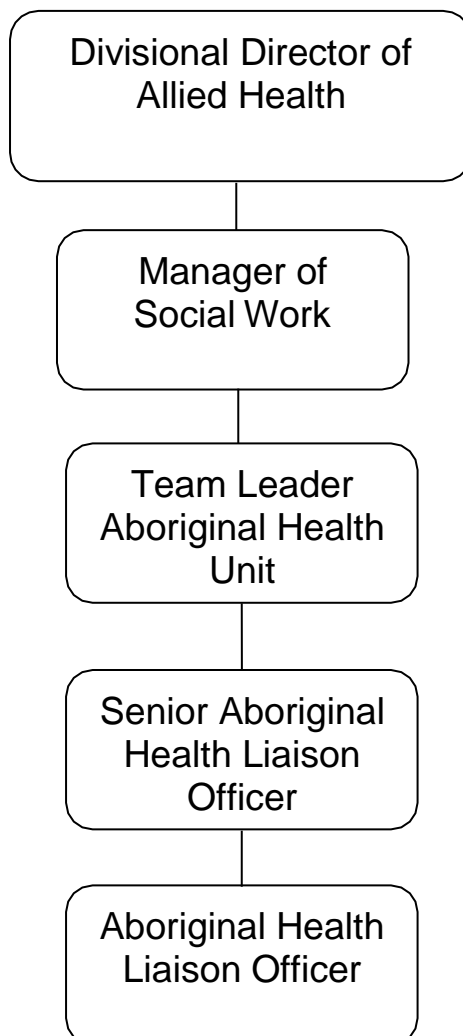 Divisional Director of
Allied Health
Manager of
Social Work
Team Leader
Aboriginal Health
Unit
Senior Aboriginal
Health Liaison
Officer
Aboriginal Health
Liaison Officer